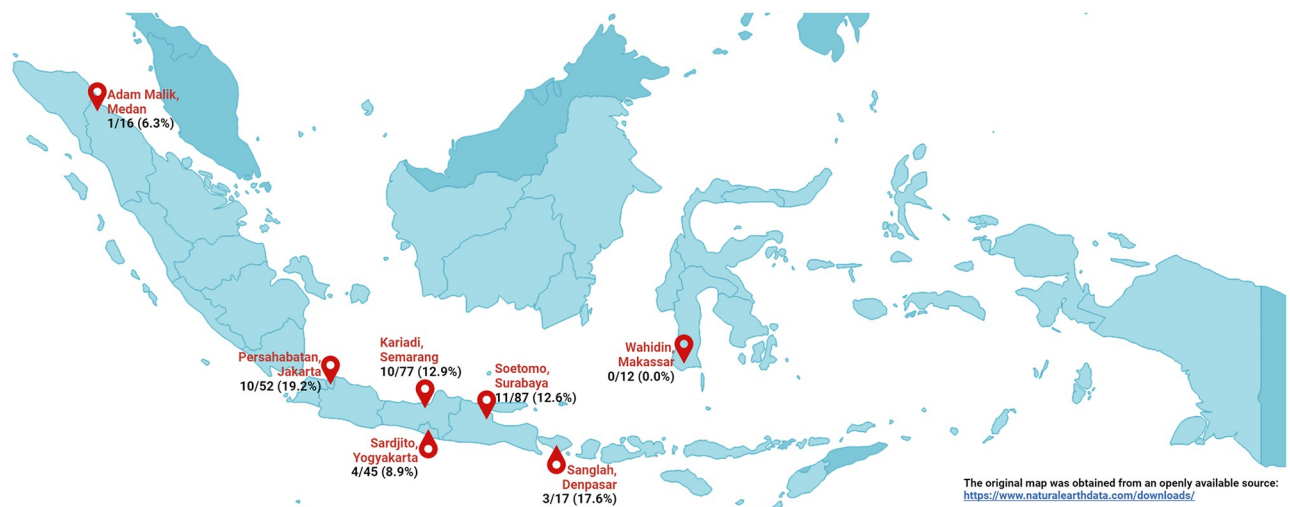 Adam Malik,
Medan
1/16 (6.3%)
Persahabatan,
Jakarta
10/52 (19.2%)
Kariadi,
Semarang
10/77 (12.9%)
Soetomo,
Surabaya
11/87 (12.6%)
Wahidin,
Makassar
0/12 (0.0%)
Sardjito,
Yogyakarta
4/45 (8.9%)
Sanglah,
Denpasar
3/17 (17.6%)
The original map was obtained from an openly available source:
https://www.naturalearthdata.com/downloads/